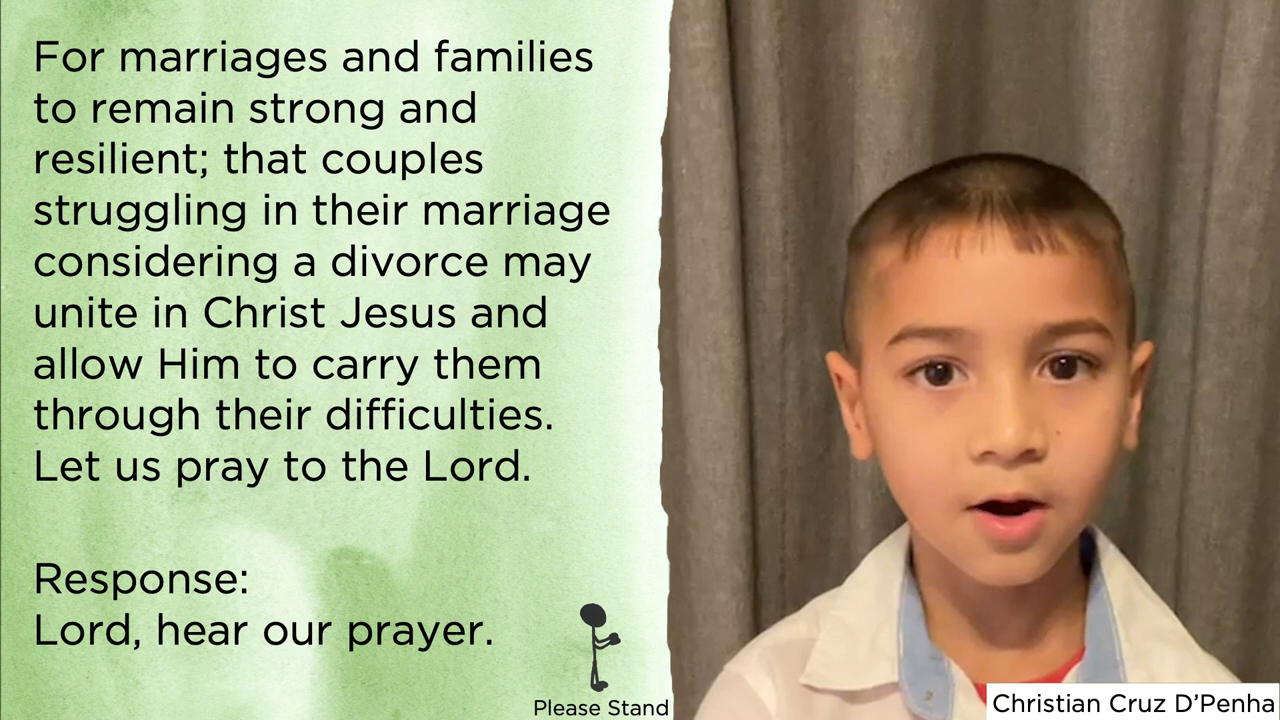 For marriages and families
to remain strong and
resilient; that couples
struggling in their marriage
considering a divorce may
unite in Christ Jesus and
allow Him to carry them
through their difficulties.
Let us pray to the Lord.
Response:
Lord, hear our prayer.
Please Stand
Christian Cruz D’Penha